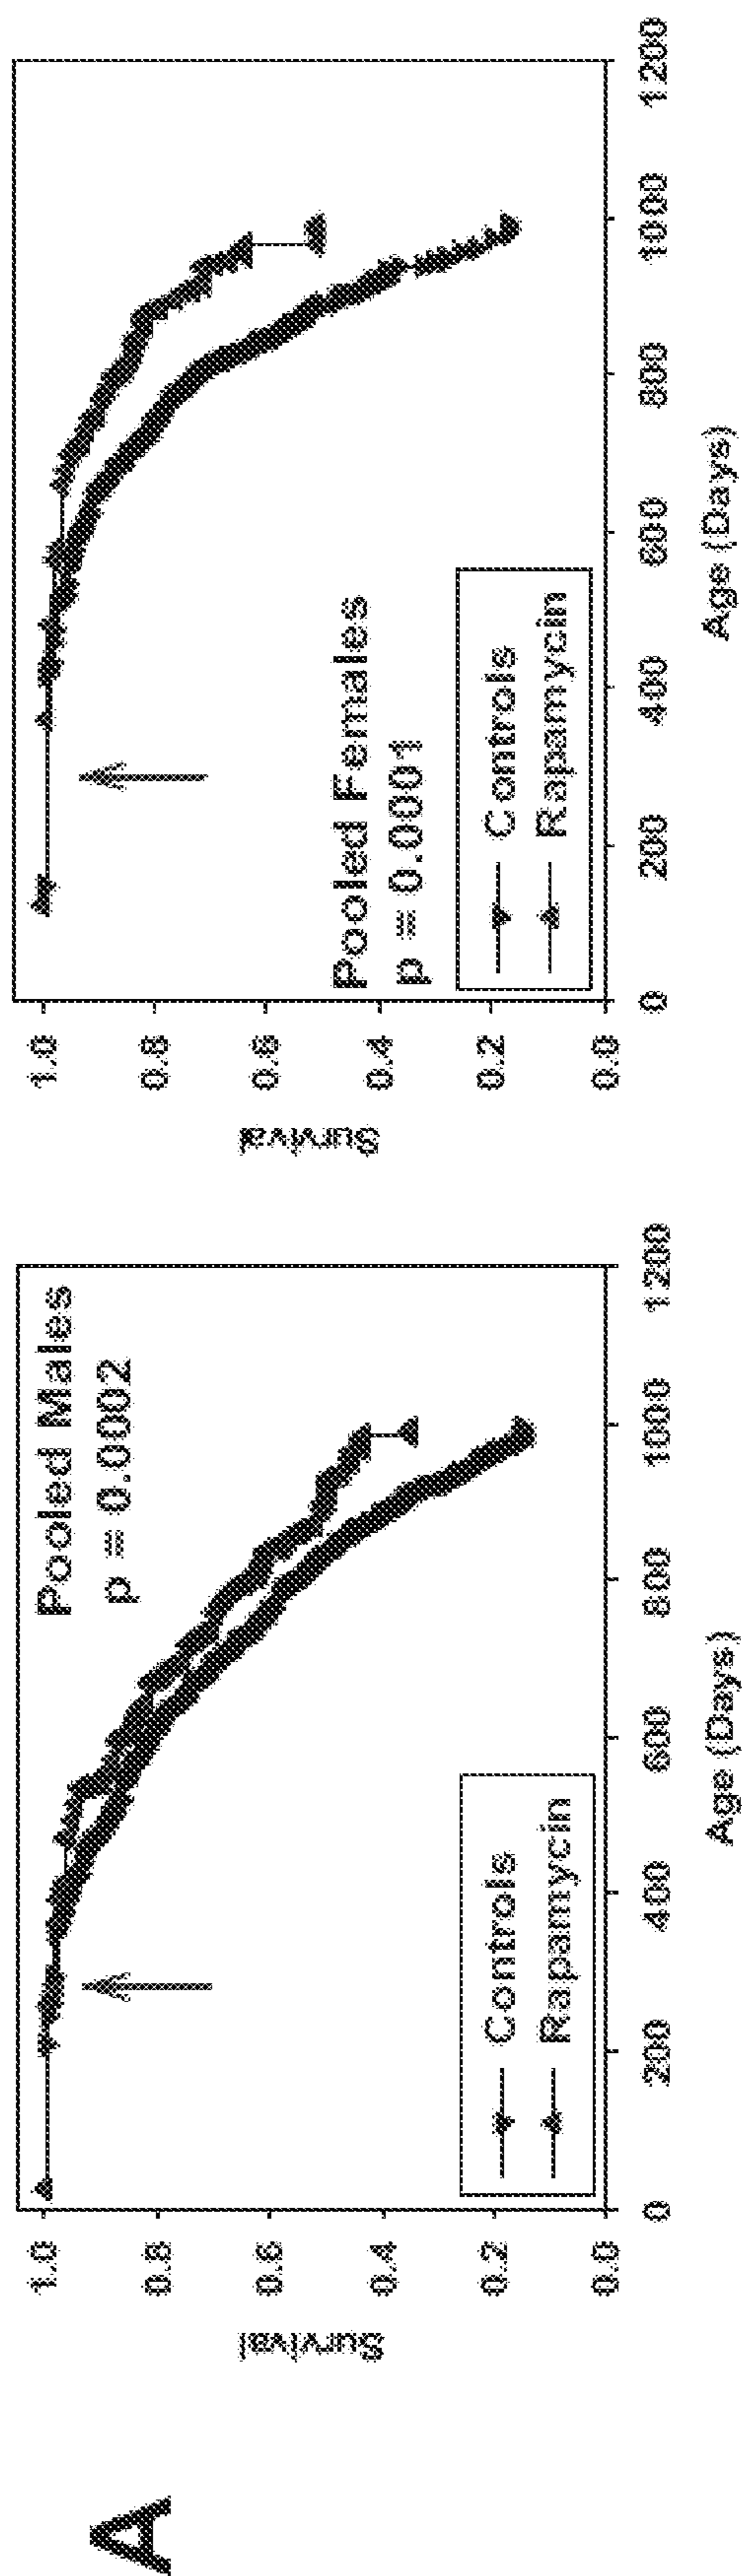 A
Pooled Males
p = 0.0002
Survival
1.0
0.8
0.6
0.4
0.2
0.0
Controls
Rapamycin
0 200 400 600 800 1000 1200
Age (Days)
Pooled Females
p = 0.0001
Survival
1.0
0.8
0.6
0.4
0.2
0.0
Controls
Rapamycin
0 200 400 600 800 1000 1200
Age (Days)